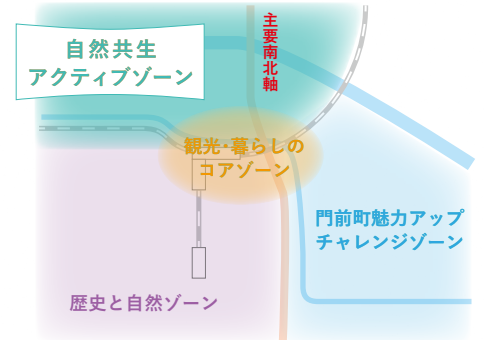 主要南北軸
自然共生
アクティブゾーン
観光・暮らしの
コアゾーン
門前町魅力アップ
チャレンジゾーン
歴史と自然ゾーン